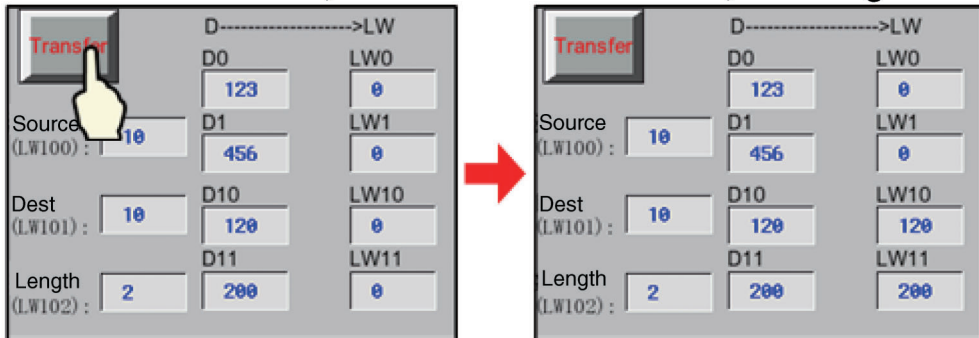 D-------------------->LW
Transfer
D0 LW0
123 0
Source D1 LW1
(LW100): 10 456 0
Dest D10 LW10
(LW101): 10 120 0
D11 LW11
Length 200 0
(LW102): 2
D-------------------->LW
Transfer
D0 LW0
123 0
Source D1 LW1
(LW100): 10 456 0
Dest D10 LW10
(LW101): 10 120 120
D11 LW11
Length 200 200
(LW102): 2